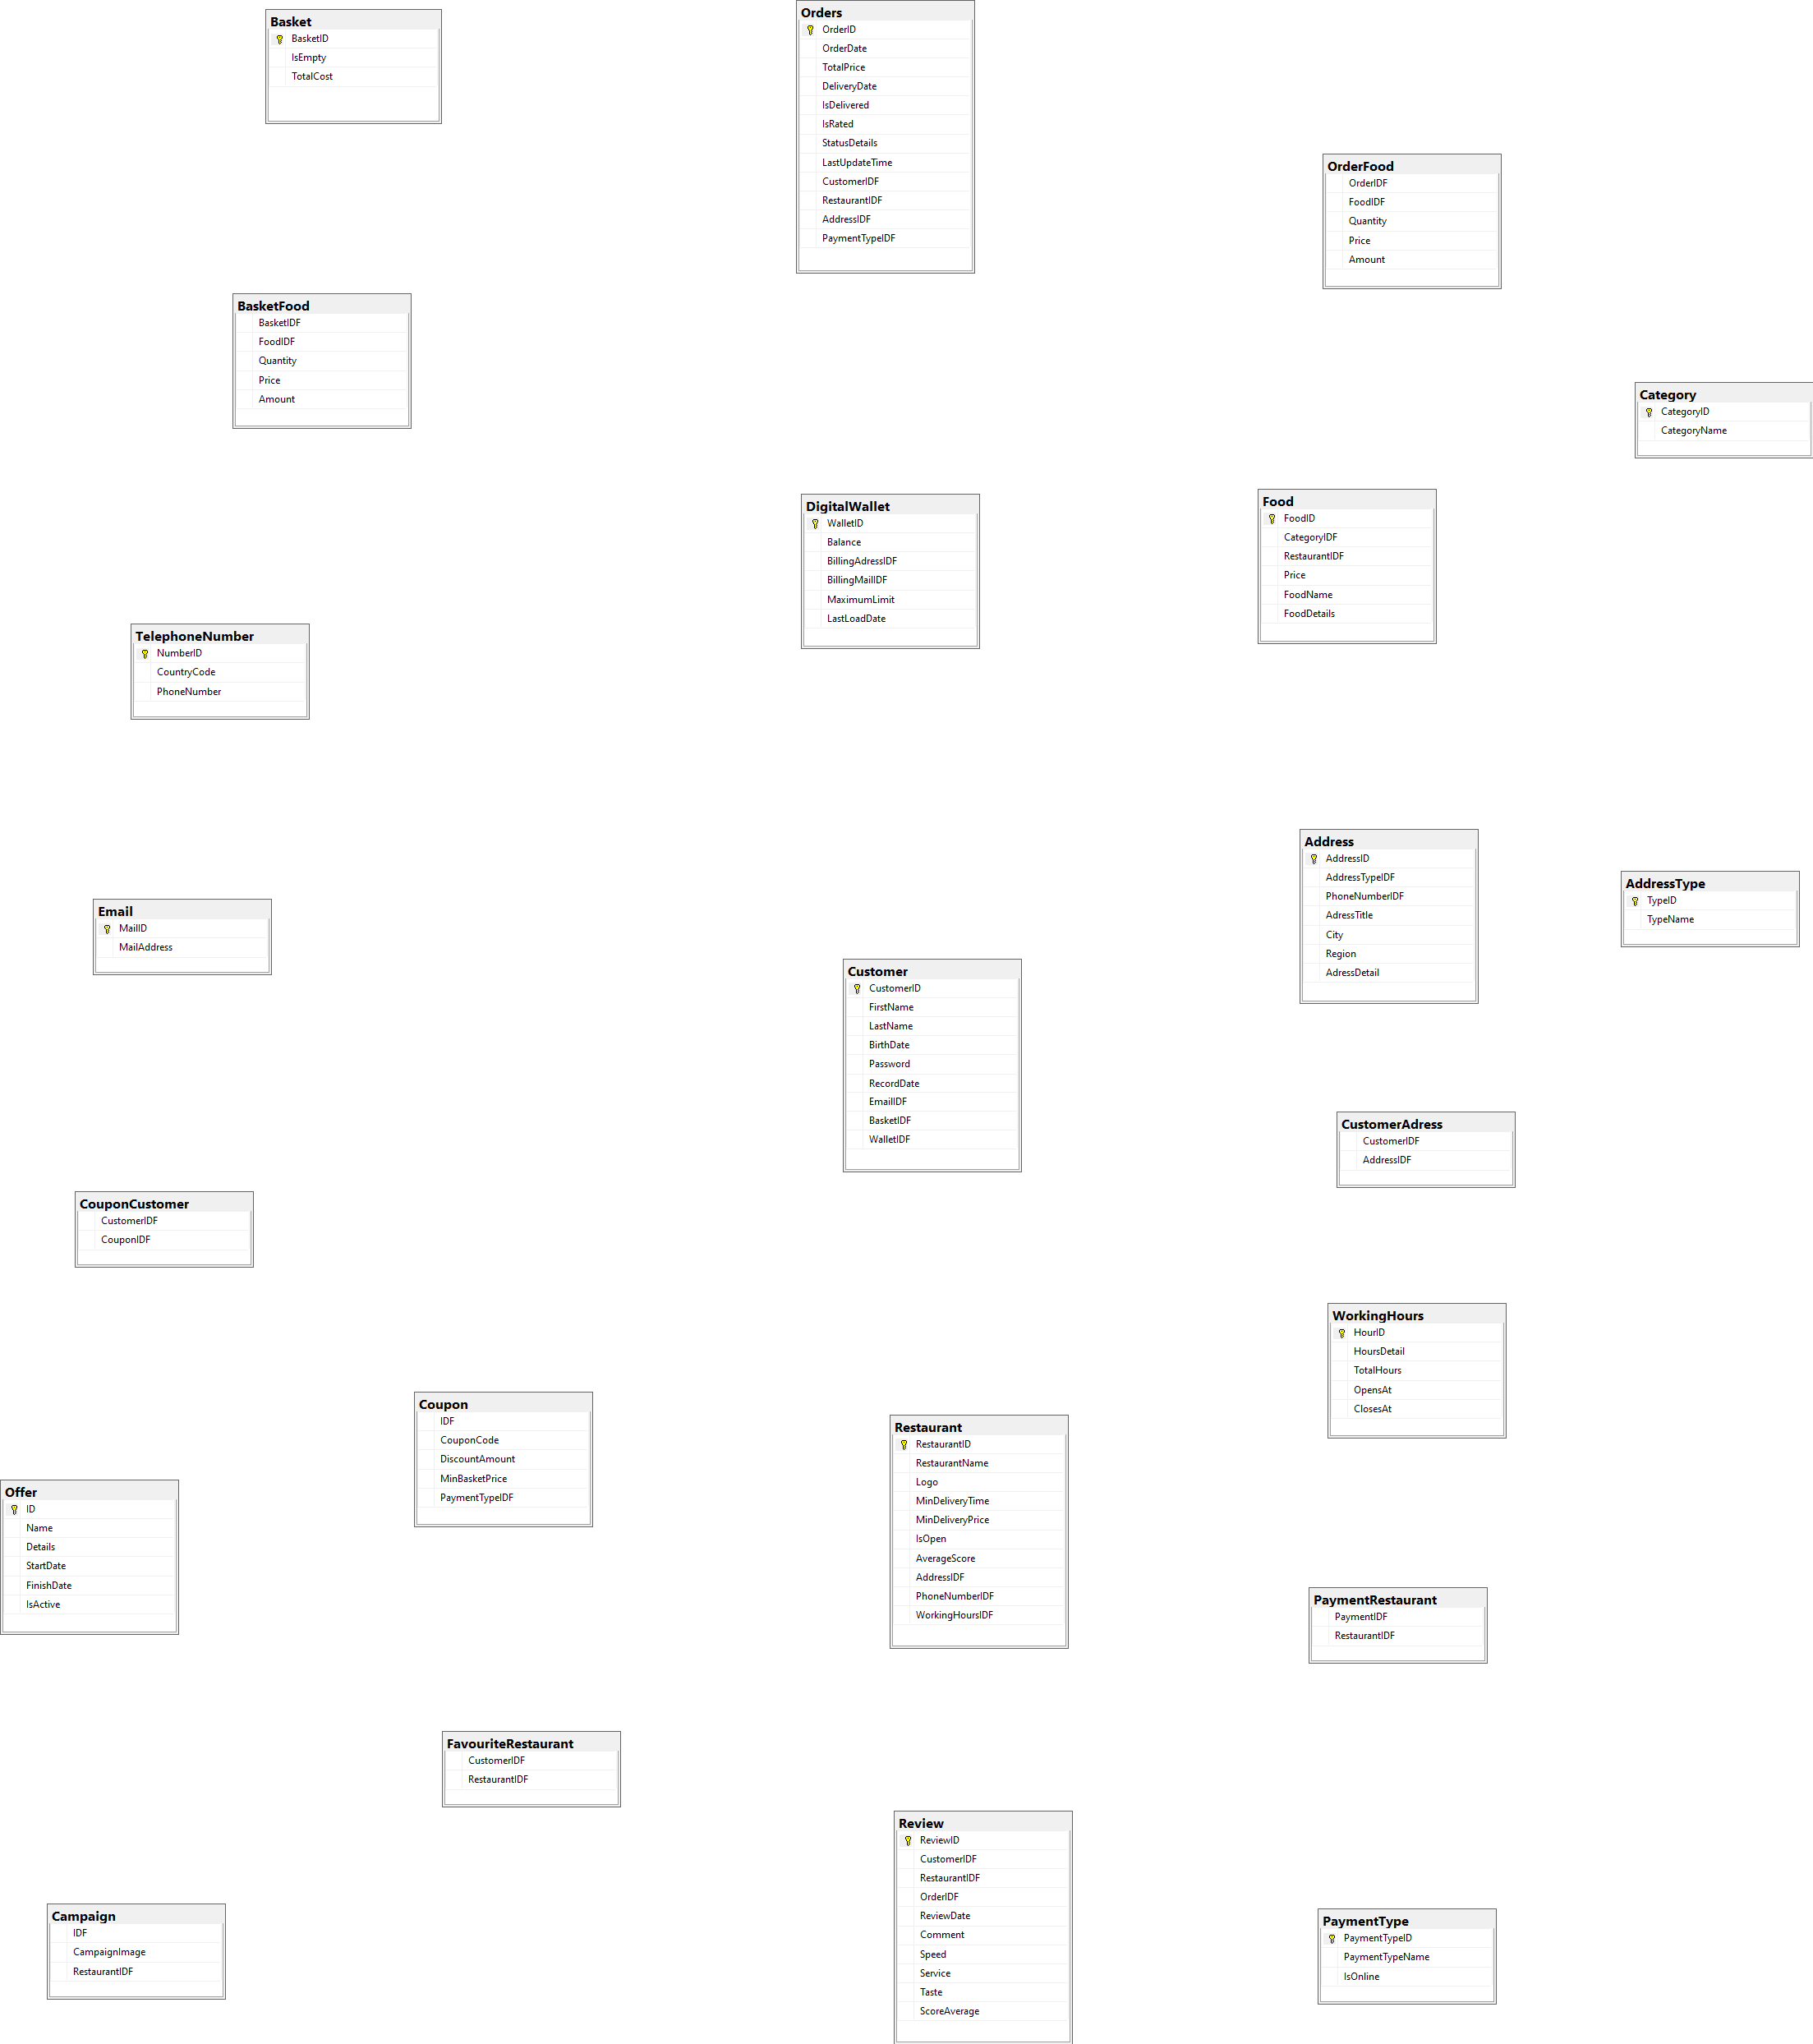 Basket
BasketID
IsEmpty
TotalCost
Orders
OrderID
OrderDate
TotalPrice
DeliveryDate
IsDelivered
IsRated
StatusDetails
LastUpdateTime
CustomerIDF
RestaurantIDF
AddressIDF
PaymentTypeIDF
OrderFood
OrderIDF
FoodIDF
Quantity
Price
Amount
BasketFood
BasketIDF
FoodIDF
Quantity
Price
Amount
Category
CategoryID
CategoryName
DigitalWallet
WalletID
Balance
BillingAdressIDF
BillingMailIDF
MaximumLimit
LastLoadDate
Food
FoodID
CategoryIDF
RestaurantIDF
Price
FoodName
FoodDetails
TelephoneNumber
NumberID
CountryCode
PhoneNumber
Address
AddressID
AddressTypeIDF
PhoneNumberIDF
AdressTitle
City
Region
AdressDetail
AddressType
TypeID
TypeName
Email
MailID
MailAddress
Customer
CustomerID
FirstName
LastName
BirthDate
Password
RecordDate
EmailIDF
BasketIDF
WalletIDF
CustomerAdress
CustomerIDF
AddressIDF
CouponCustomer
CustomerIDF
CouponIDF
WorkingHours
HourID
HoursDetail
TotalHours
OpensAt
ClosesAt
Coupon
IDF
CouponCode
DiscountAmount
MinBasketPrice
PaymentTypeIDF
Restaurant
RestaurantID
RestaurantName
Logo
MinDeliveryTime
MinDeliveryPrice
IsOpen
AverageScore
AddressIDF
PhoneNumberIDF
WorkingHoursIDF
Offer
ID
Name
Details
StartDate
FinishDate
IsActive
PaymentRestaurant
PaymentIDF
RestaurantIDF
FavouriteRestaurant
CustomerIDF
RestaurantIDF
Review
ReviewID
CustomerIDF
RestaurantIDF
OrderIDF
ReviewDate
Comment
Speed
Service
Taste
ScoreAverage
Campaign
IDF
CampaignImage
RestaurantIDF
PaymentType
PaymentTypeID
PaymentTypeName
IsOnline